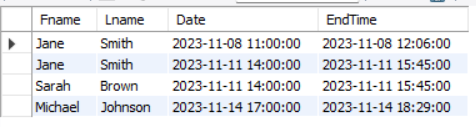 Fname Lname Date EndTime
Jane Smith 2023-11-08 11:00:00 2023-11-08 12:06:00
Jane Smith 2023-11-11 14:00:00 2023-11-11 15:45:00
Sarah Brown 2023-11-11 14:00:00 2023-11-11 15:45:00
Michael Johnson 2023-11-14 17:00:00 2023-11-14 18:29:00